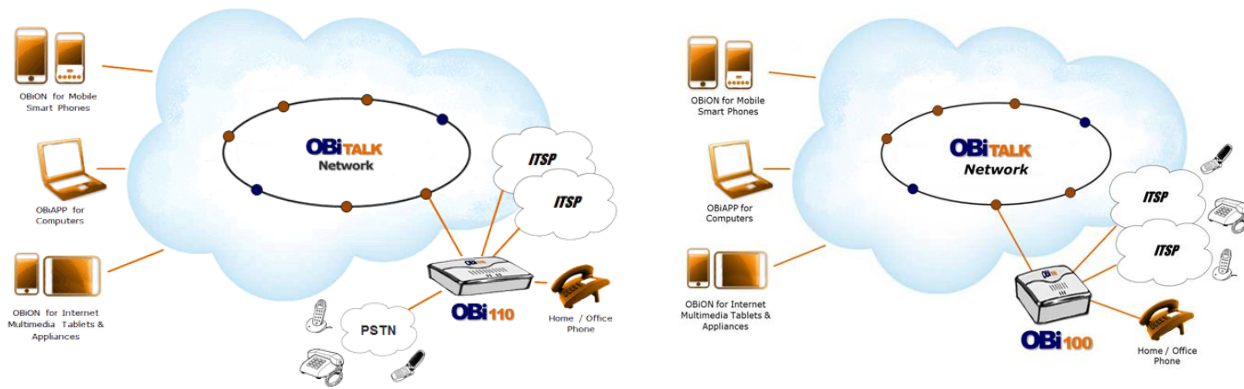 OBiON for Mobile
Smart Phones
OBiAPP for
Computers
OBiON for Internet
Multimedia Tablets &
Appliances
OBiTALK
Network
ITSP
ITSP
OBi110
Home / Office
Phone
PSTN
OBiON for Mobile
Smart Phones
OBiAPP for
Computers
OBiON for Internet
Multimedia Tablets &
Appliances
OBiTALK
Network
ITSP
ITSP
OBi100
Home / Office
Phone